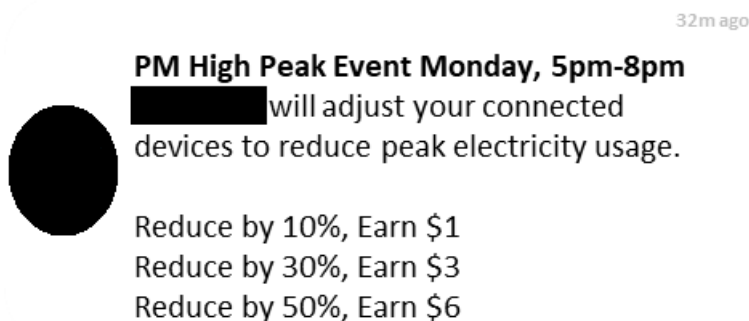 32m ago
PM High Peak Event Monday, 5pm-8pm
will adjust your connected
devices to reduce peak electricity usage.
Reduce by 10%, Earn $1
Reduce by 30%, Earn $3
Reduce by 50%, Earn $6